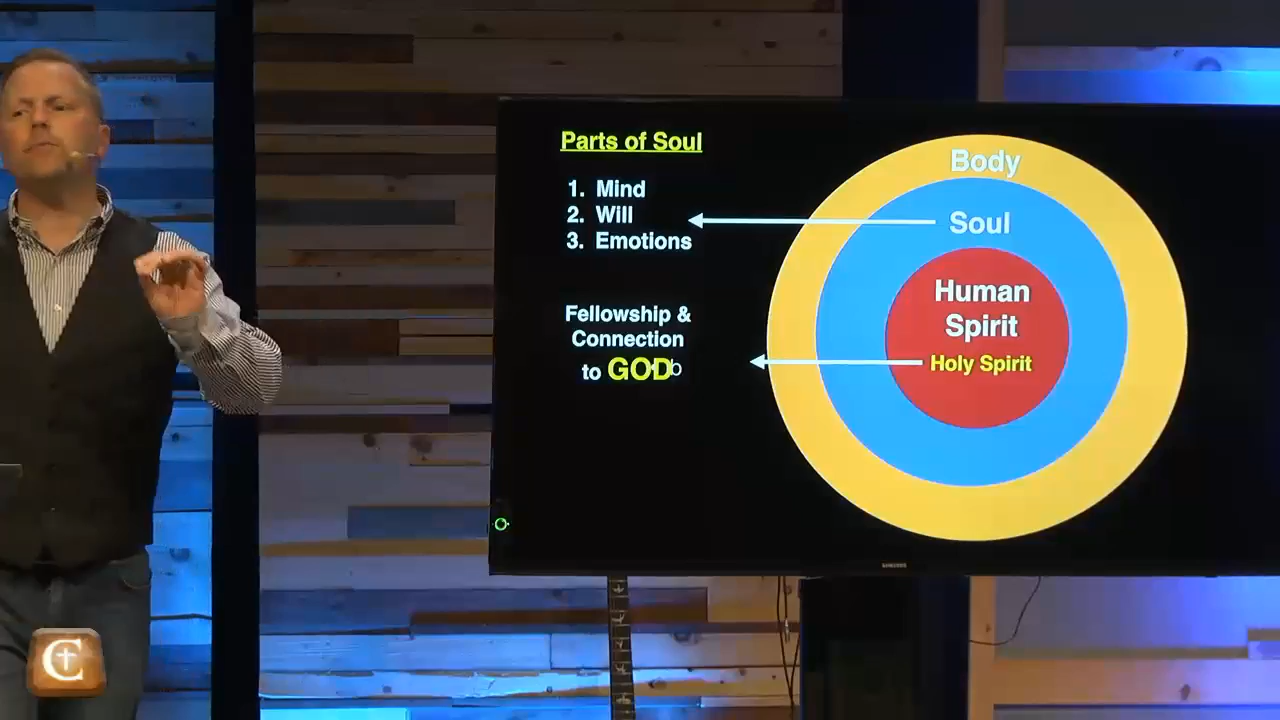 Parts of Soul
1. Mind
2. Will
3. Emotions
Fellowship &
Connection
to GOD
Body
Soul
Human
Spirit
Holy Spirit
SAMSUNG
C